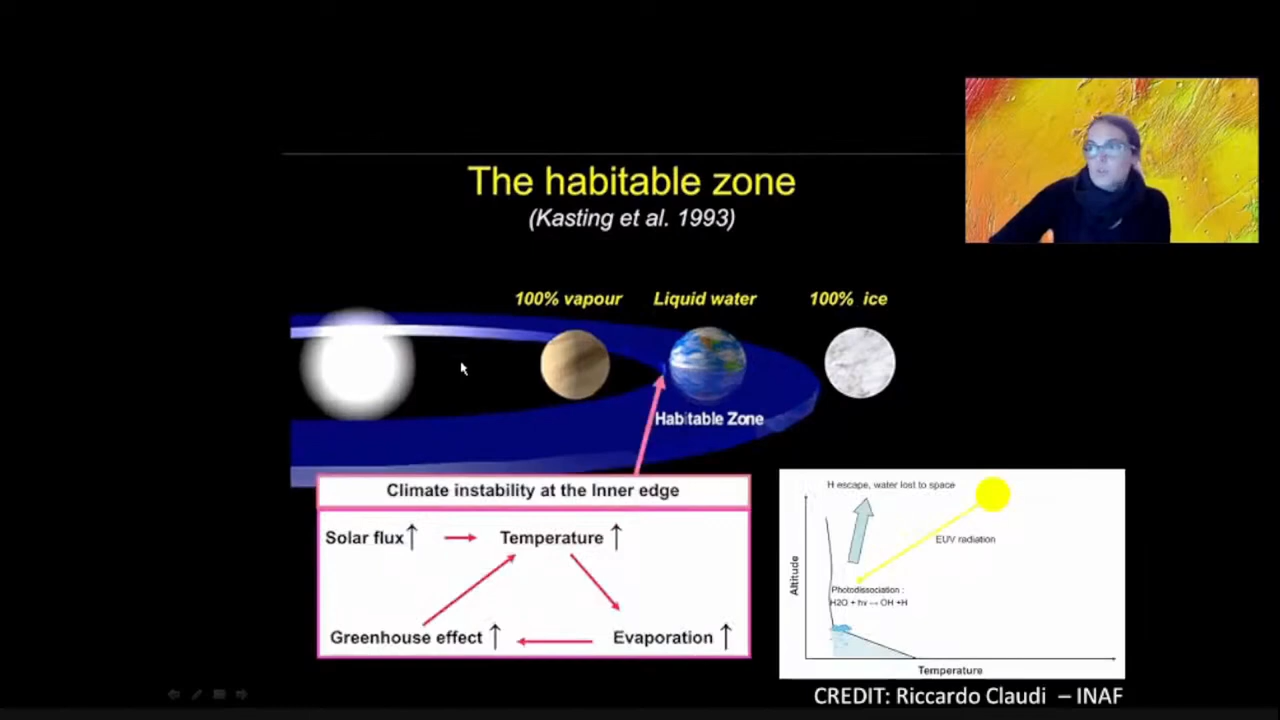 The habitable zone
(Kasting et al. 1993)
100% vapour Liquid water 100% ice
Habitable Zone
Climate instability at the Inner edge
Solar flux ↑ → Temperature ↑
Greenhouse effect ↑ ← Evaporation ↑
H escape, water lost to space
EUV radiation
Photodissociation :
H2O + hν → OH +H
Altitude
Temperature
CREDIT: Riccardo Claudi – INAF